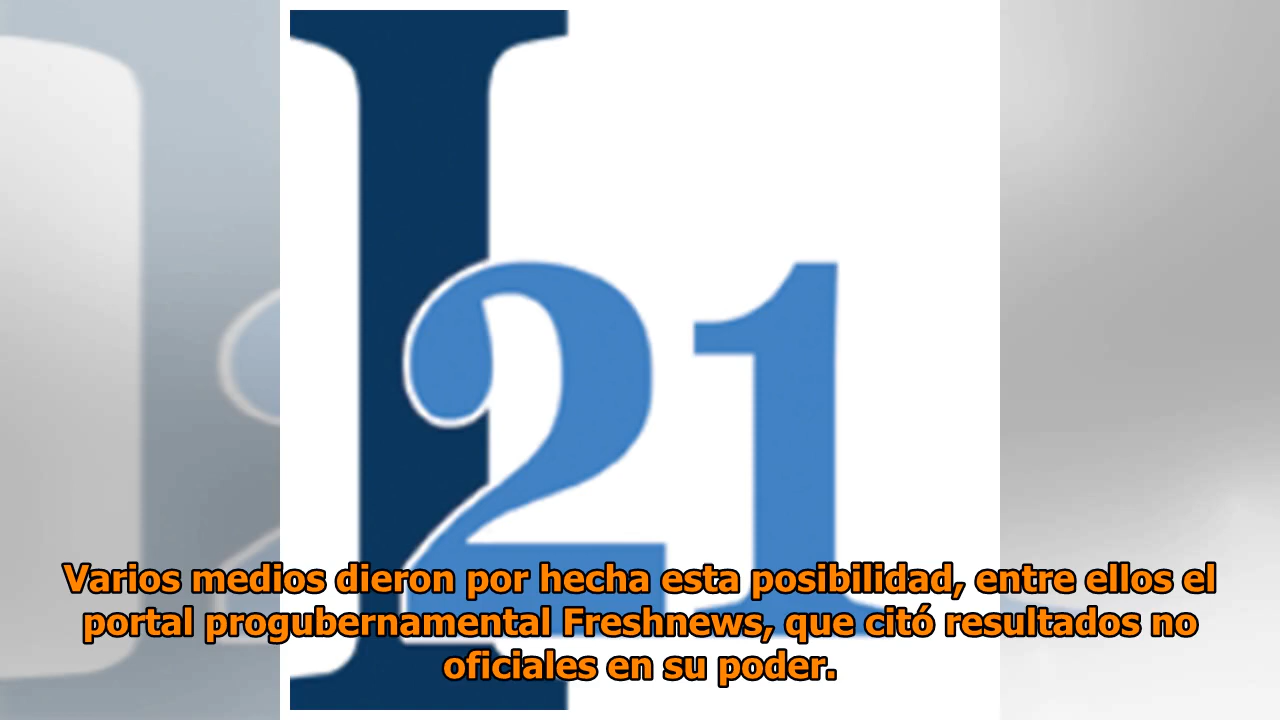 I21
Varios medios dieron por hecha esta posibilidad, entre ellos el
portal progubernamental Freshnews, que citó resultados no
oficiales en su poder.